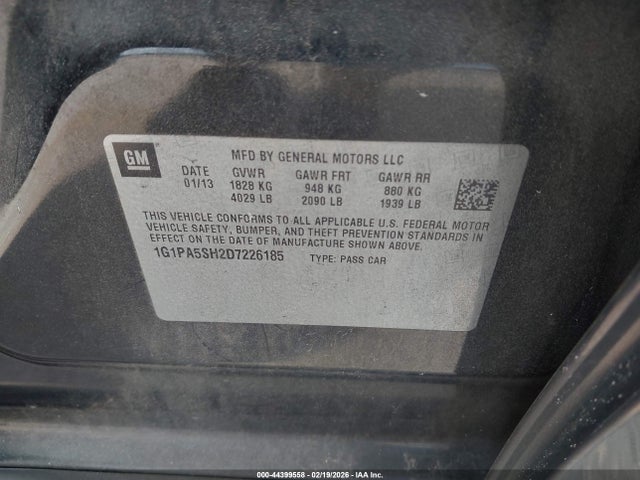 GM
MFD BY GENERAL MOTORS LLC
DATE GVWR GAWR FRT GAWR RR
01/13 1828 KG 948 KG 880 KG
4029 LB 2090 LB 1939 LB
THIS VEHICLE CONFORMS TO ALL APPLICABLE U.S. FEDERAL MOTOR
VEHICLE SAFETY, BUMPER, AND THEFT PREVENTION STANDARDS IN
EFFECT ON THE DATE OF MANUFACTURE SHOWN ABOVE.
1G1PA5SH2D7226185 TYPE: PASS CAR
000-44399558 - 02/19/2026 - IAA Inc.